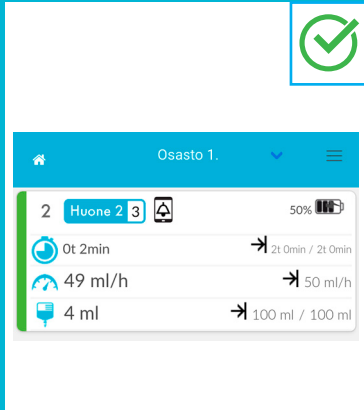 Osasto 1.
2 Huone 2 3 50%
0t 2min 2t 0min / 2t 0min
49 ml/h 50 ml/h
4 ml 100 ml / 100 ml